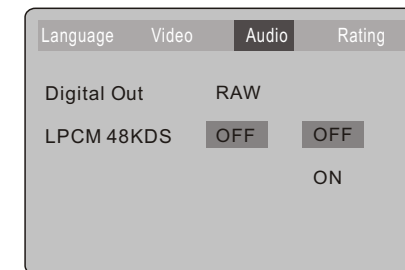 Language Video Audio Rating
Digital Out RAW
LPCM 48KDS OFF OFF
ON